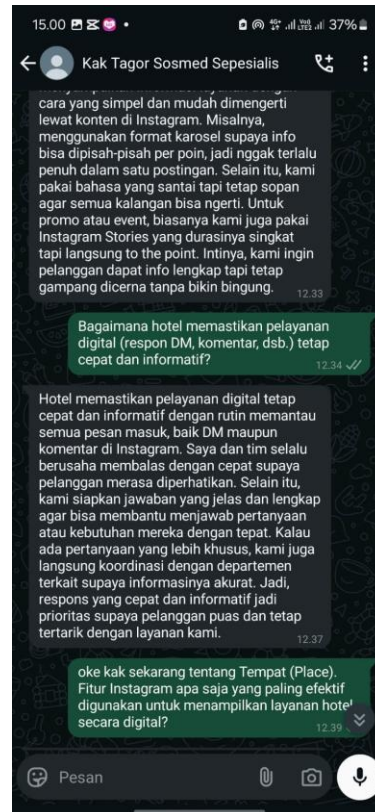 15.00
40+
Vo))
LTE2
37%
Kak Tagor Sosmed Sepesialis
cara yang simpel dan mudah dimengerti
lewat konten di Instagram. Misalnya,
menggunakan format karosel supaya info
bisa dipisah-pisah per poin, jadi nggak terlalu
penuh dalam satu postingan. Selain itu, kami
pakai bahasa yang santai tapi tetap sopan
agar semua kalangan bisa ngerti. Untuk
promo atau event, biasanya kami juga pakai
Instagram Stories yang durasinya singkat
tapi langsung to the point. Intinya, kami ingin
pelanggan dapat info lengkap tapi tetap
gampang dicerna tanpa bikin bingung.
12.33
Bagaimana hotel memastikan pelayanan
digital (respon DM, komentar, dsb.) tetap
cepat dan informatif?
12.34
Hotel memastikan pelayanan digital tetap
cepat dan informatif dengan rutin memantau
semua pesan masuk, baik DM maupun
komentar di Instagram. Saya dan tim selalu
berusaha membalas dengan cepat supaya
pelanggan merasa diperhatikan. Selain itu,
kami siapkan jawaban yang jelas dan lengkap
agar bisa membantu menjawab pertanyaan
atau kebutuhan mereka dengan tepat. Kalau
ada pertanyaan yang lebih khusus, kami juga
langsung koordinasi dengan departemen
terkait supaya informasinya akurat. Jadi,
respons yang cepat dan informatif jadi
prioritas supaya pelanggan puas dan tetap
tertarik dengan layanan kami.
12.37
oke kak sekarang tentang Tempat (Place).
Fitur Instagram apa saja yang paling efektif
digunakan untuk menampilkan layanan hotel
secara digital?
12.39
Pesan